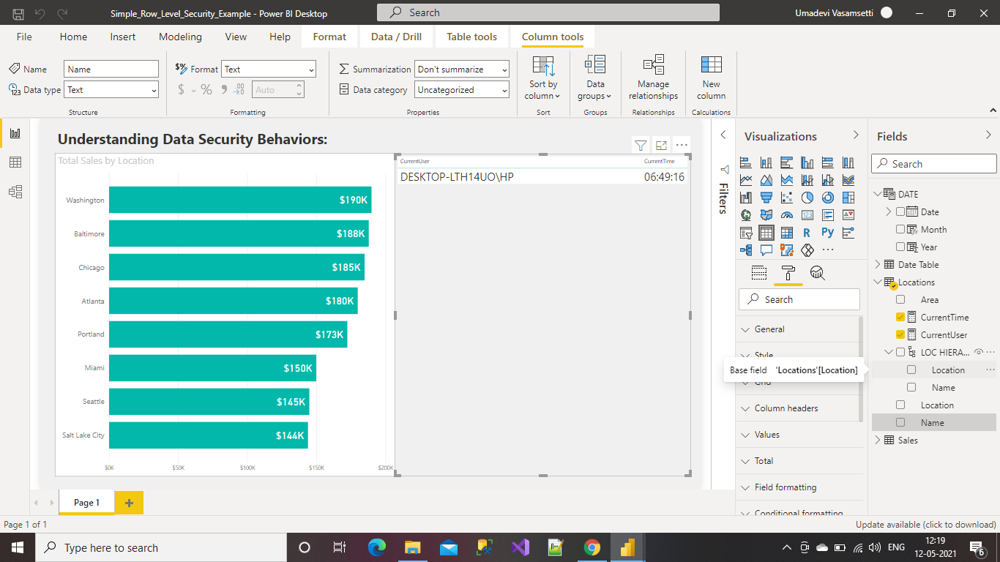 Simple_Row_Level_Security_Example - Power BI Desktop
Search
Umadevi Vasamsetti
File Home Insert Modeling View Help Format Data / Drill Table tools Column tools
Name Name
Data type Text
Structure
$% Format Text
$ % 9 .00 Auto
Formatting
Summarization Don't summarize
Data category Uncategorized
Properties
Sort by
column
Sort
Data
groups
Groups
Manage
relationships
Relationships
New
column
Calculations
Understanding Data Security Behaviors:
Total Sales by Location
Washington $190K
Baltimore $188K
Chicago $185K
Atlanta $180K
Portland $173K
Miami $150K
Seattle $145K
Salt Lake City $144K
$0K $50K $100K $150K $200K
CurrentUser CurrentTime
DESKTOP-LTH14UO\HP 06:49:16
Filters
Visualizations
R Py
123
Search
General
Style
Grid
Column headers
Values
Total
Field formatting
Conditional formatting
Base field 'Locations'[Location]
Fields
Search
DATE
Date
Month
Year
Date Table
Locations
Area
CurrentTime
CurrentUser
LOC HIERA...
Location
Name
Location
Name
Sales
Page 1
Page 1 of 1
Update available (click to download)
Type here to search
ENG
12:19
12-05-2021
6